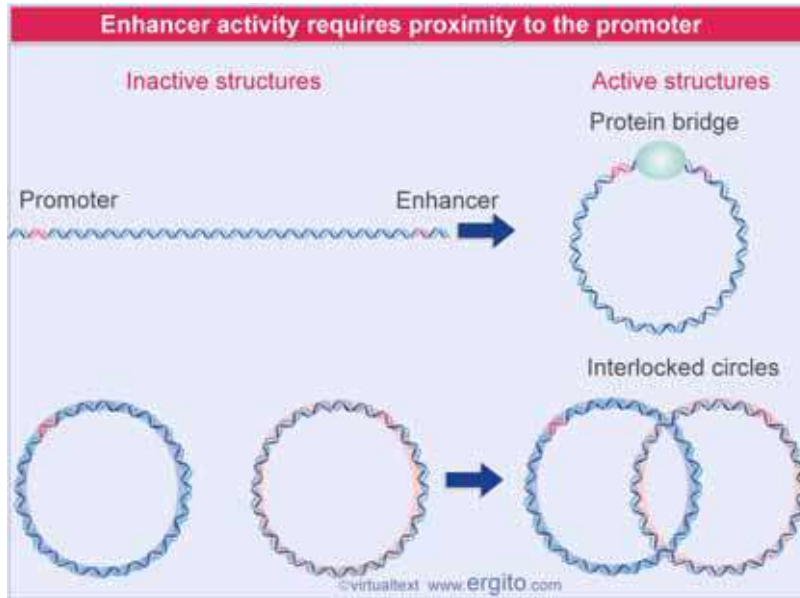 Enhancer activity requires proximity to the promoter
Inactive structures
Active structures
Protein bridge
Promoter
Enhancer
Interlocked circles
©virtualtext www.ergito.com